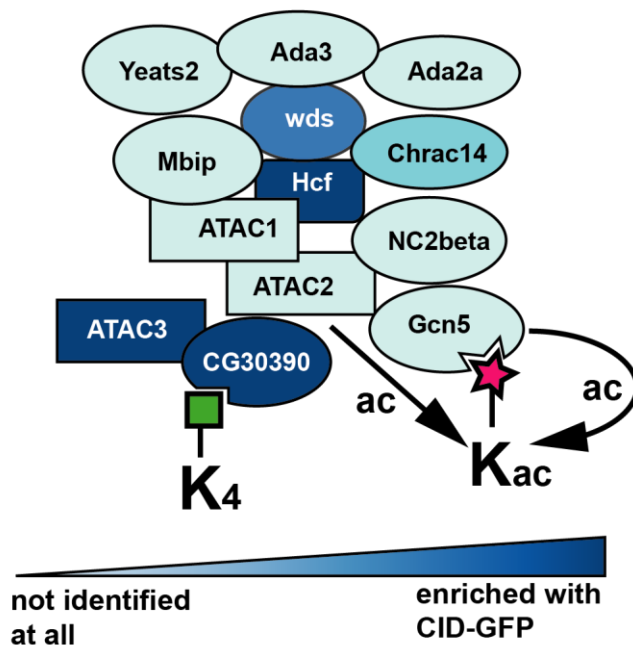 Ada3
Yeats2
Ada2a
wds
Mbip
Chrac14
Hcf
ATAC1
NC2beta
ATAC2
Gcn5
ATAC3
CG30390
ac
ac
K4
Kac
not identified
at all
enriched with
CID-GFP